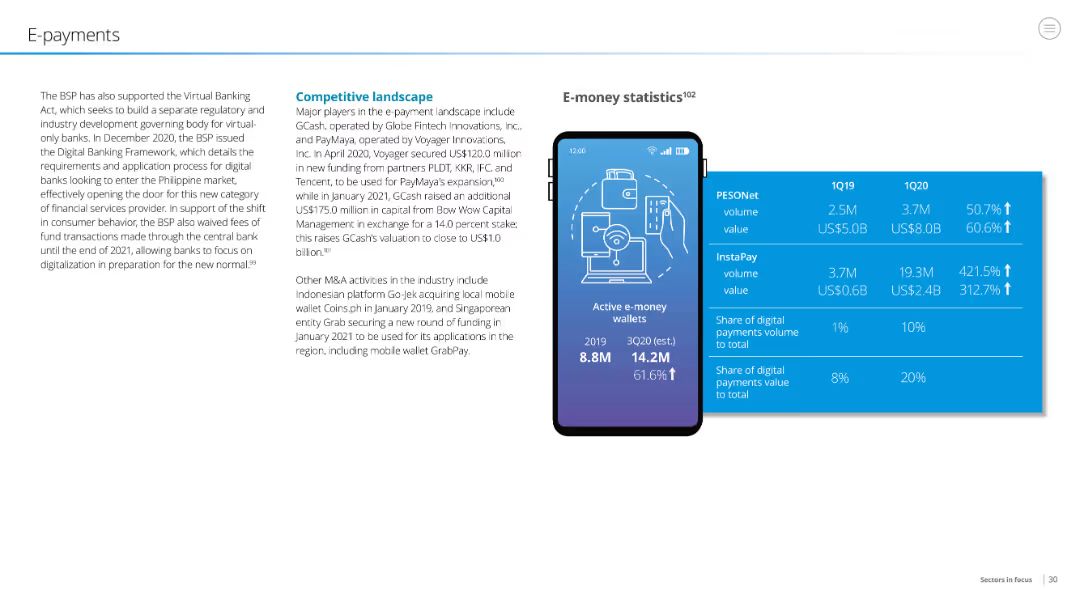 E-payments
The BSP has also supported the Virtual Banking
Act, which seeks to build a separate regulatory and
industry development governing body for virtual-
only banks. In December 2020, the BSP issued
the Digital Banking Framework, which details the
requirements and application process for digital
banks looking to enter the Philippine market,
effectively opening the door for this new category
of financial services provider. In support of the shift
in consumer behavior, the BSP also waived fees of
fund transactions made through the central bank
until the end of 2021, allowing banks to focus on
digitalization in preparation for the new normal.⁹⁹
Competitive landscape
Major players in the e-payment landscape include
GCash, operated by Globe Fintech Innovations, Inc.,
and PayMaya, operated by Voyager Innovations,
Inc. In April 2020, Voyager secured US$120.0 million
in new funding from partners PLDT, KKR, IFC, and
Tencent, to be used for PayMaya's expansion,¹⁰⁰
while in January 2021, GCash raised an additional
US$175.0 million in capital from Bow Wow Capital
Management in exchange for a 14.0 percent stake;
this raises GCash's valuation to close to US$1.0
billion.¹⁰¹
Other M&A activities in the industry include
Indonesian platform Go-Jek acquiring local mobile
wallet Coins.ph in January 2019, and Singaporean
entity Grab securing a new round of funding in
January 2021 to be used for its applications in the
region, including mobile wallet GrabPay.
E-money statistics¹⁰²
12:00
Active e-money
wallets
2019 3Q20 (est.)
8.8M 14.2M
61.6%
1Q19 1Q20
PESONet
volume 2.5M 3.7M 50.7%
value US$5.0B US$8.0B 60.6%
InstaPay
volume 3.7M 19.3M 421.5%
value US$0.6B US$2.4B 312.7%
Share of digital
payments volume 1% 10%
to total
Share of digital
payments value 8% 20%
to total
Sectors in focus 30